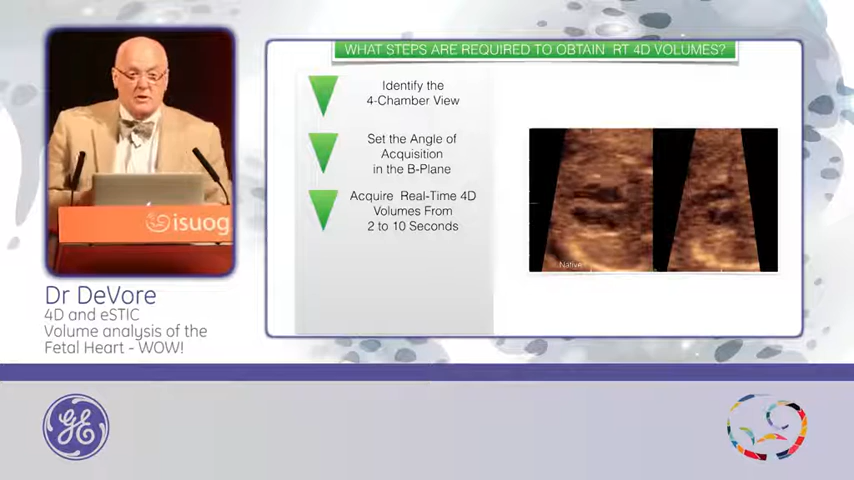 WHAT STEPS ARE REQUIRED TO OBTAIN RT 4D VOLUMES?
Identify the
4-Chamber View
Set the Angle of
Acquisition
in the B-Plane
Acquire Real-Time 4D
Volumes From
2 to 10 Seconds
Native
isuog
Dr DeVore
4D and eSTIC
Volume analysis of the
Fetal Heart - WOW!
GE